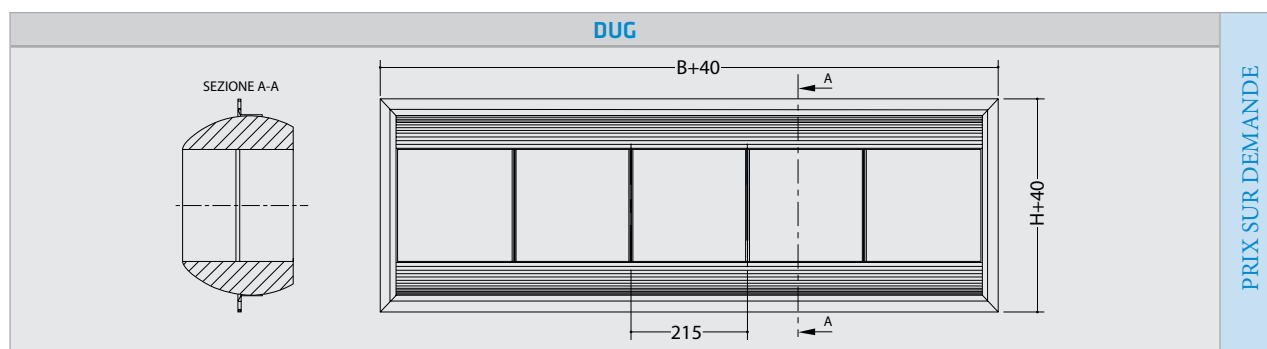 DUG
SEZIONE A-A
B+40
A
H+40
215
A
PRIX SUR DEMANDE